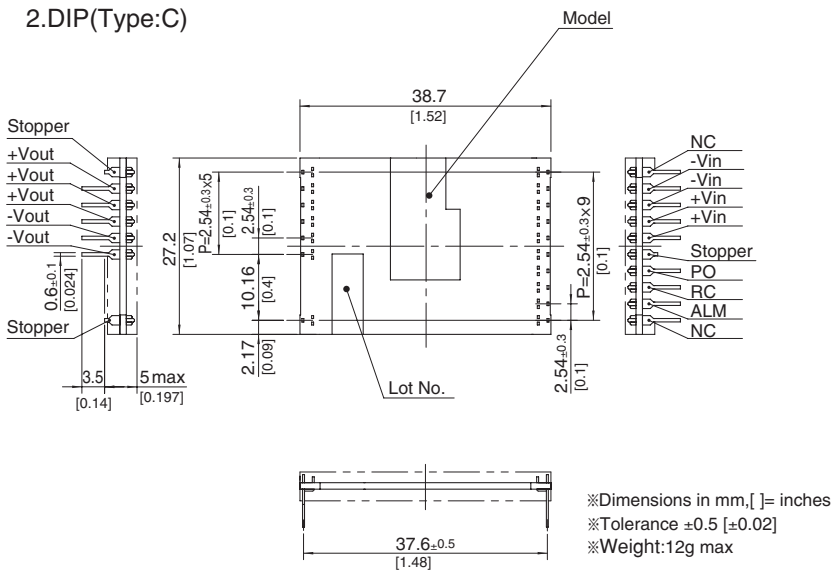 2.DIP(Type:C)
Model
38.7
[1.52]
Stopper
+Vout
+Vout
+Vout
-Vout
-Vout
Stopper
0.6±0.1
[0.024]
3.5
[0.14]
5 max
[0.197]
27.2
[1.07]
P=2.54±0.3x5
[0.1]
2.54±0.3
[0.1]
10.16
[0.4]
2.17
[0.09]
Lot No.
P=2.54±0.3x9
[0.1]
2.54±0.3
[0.1]
NC
-Vin
-Vin
+Vin
+Vin
Stopper
PO
RC
ALM
NC
37.6±0.5
[1.48]
※Dimensions in mm,[ ]= inches
※Tolerance ±0.5 [±0.02]
※Weight:12g max